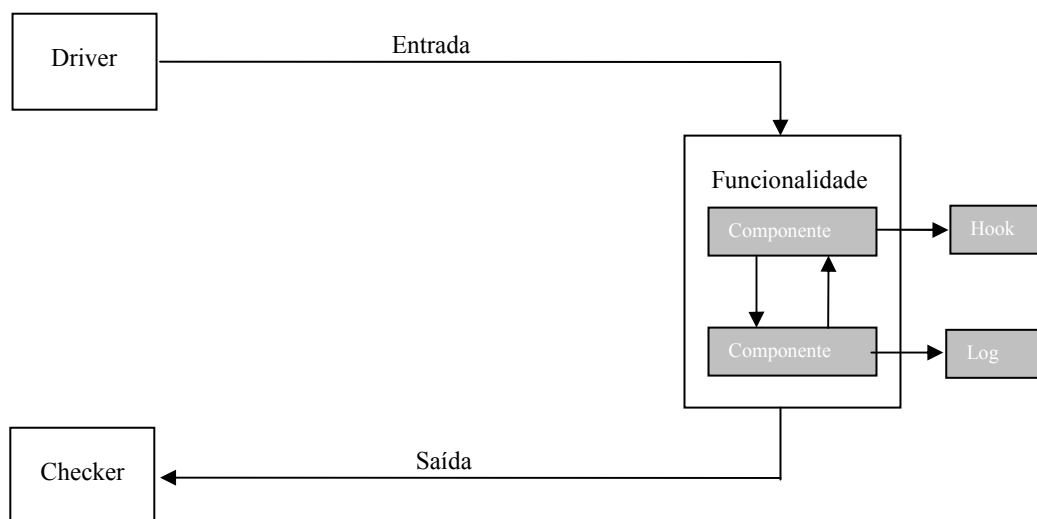 Driver
Entrada
Funcionalidade
Componente
Hook
Componente
Log
Checker
Saída